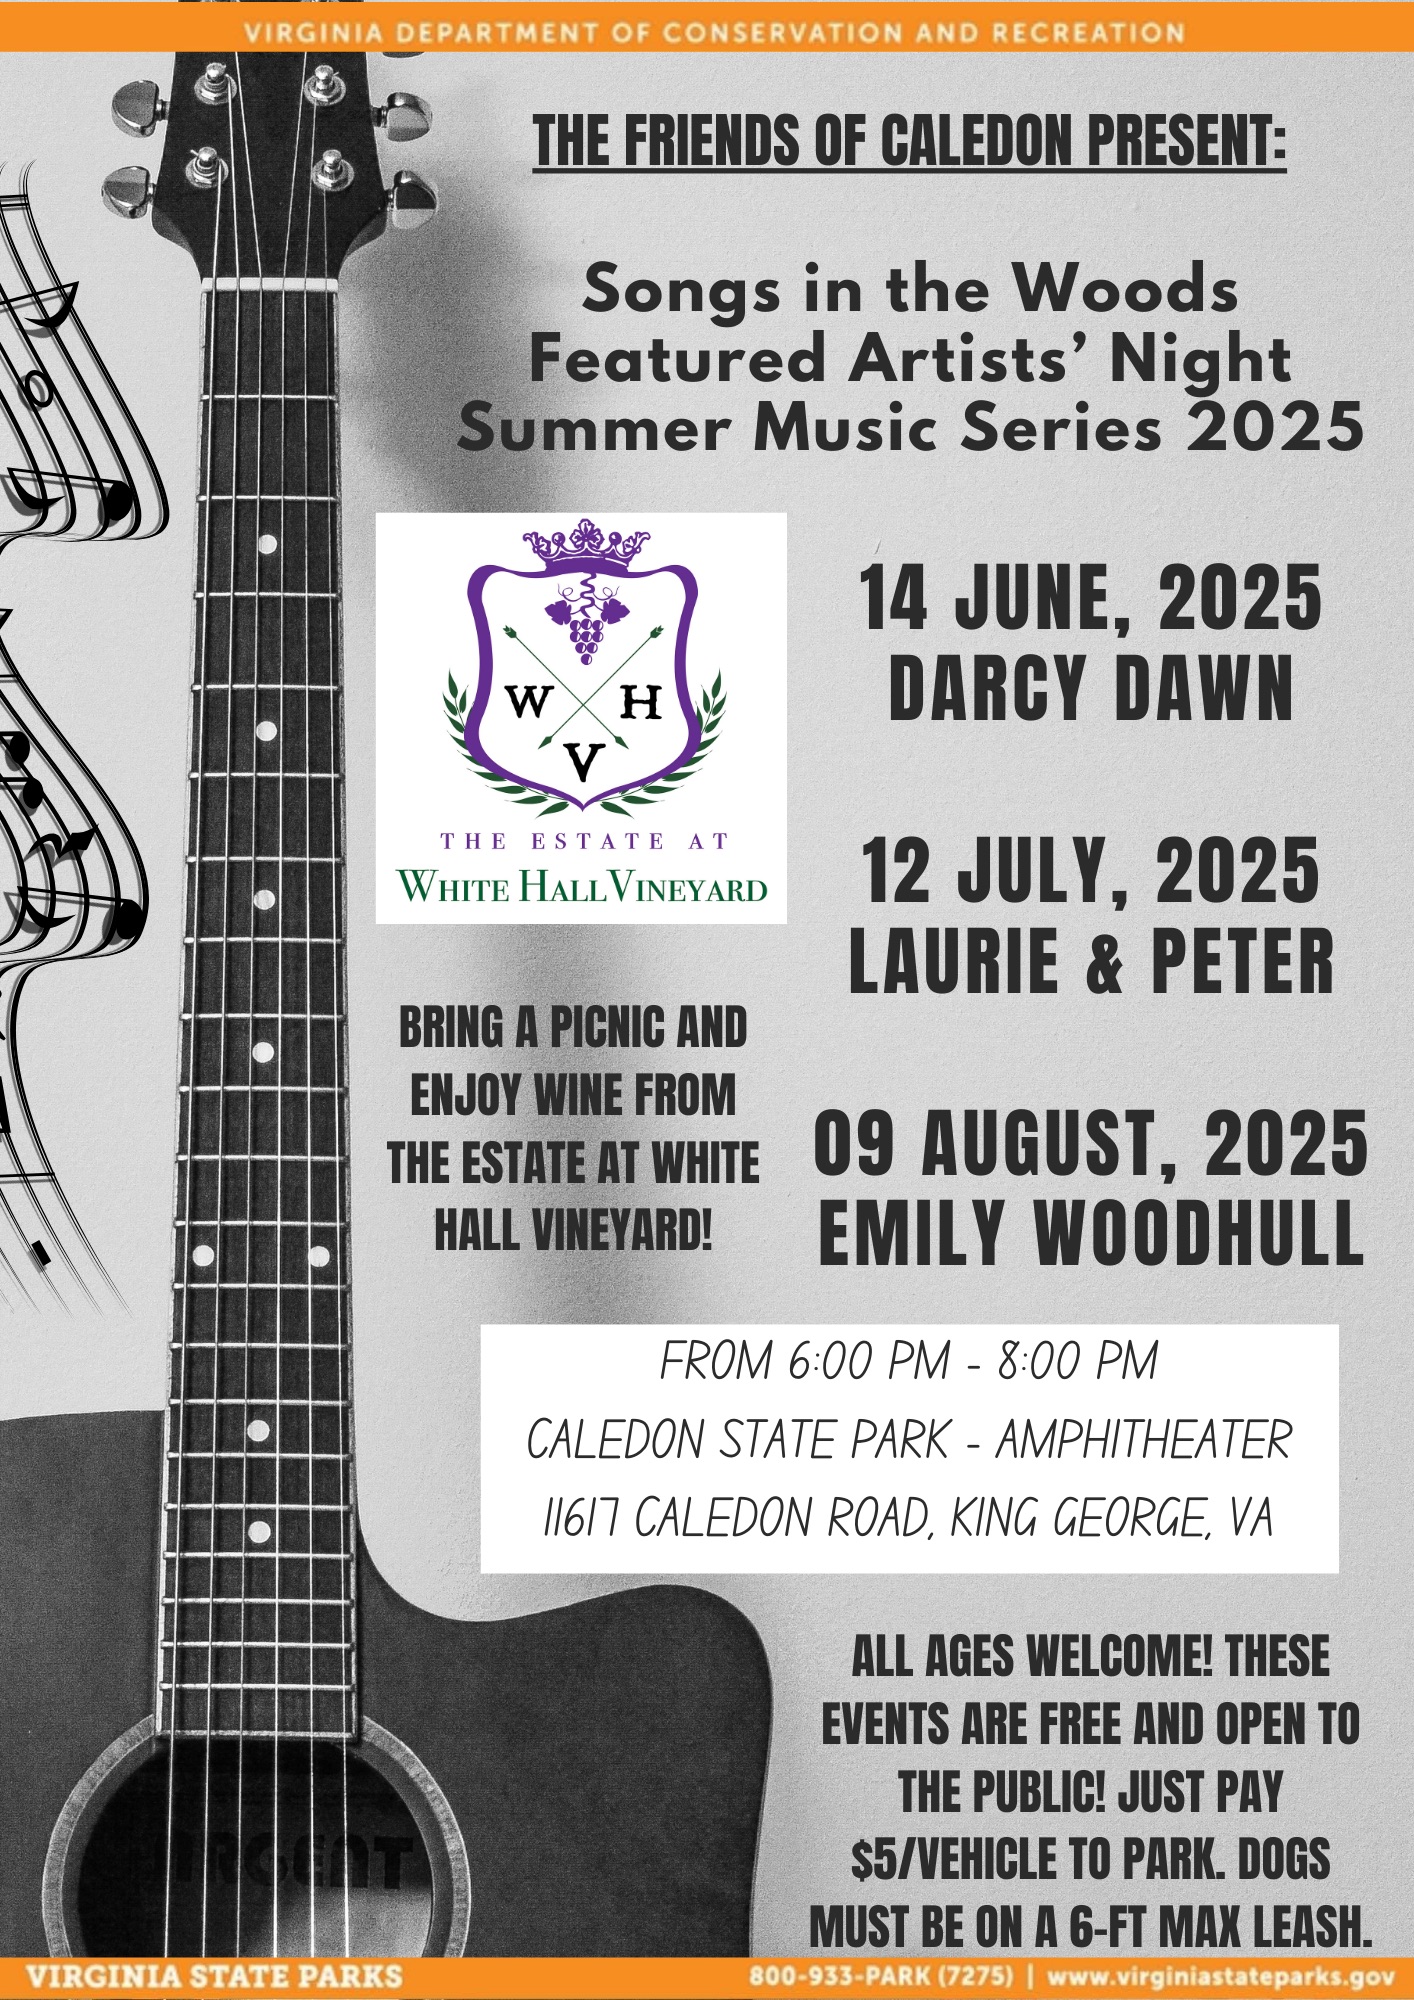 VIRGINIA DEPARTMENT OF CONSERVATION AND RECREATION
THE FRIENDS OF CALEDON PRESENT:
Songs in the Woods
Featured Artists’ Night
Summer Music Series 2025
W H
V
THE ESTATE AT
WHITE HALL VINEYARD
14 JUNE, 2025
DARCY DAWN
12 JULY, 2025
LAURIE & PETER
09 AUGUST, 2025
EMILY WOODHULL
BRING A PICNIC AND
ENJOY WINE FROM
THE ESTATE AT WHITE
HALL VINEYARD!
FROM 6:00 PM - 8:00 PM
CALEDON STATE PARK - AMPHITHEATER
11617 CALEDON ROAD, KING GEORGE, VA
ALL AGES WELCOME! THESE
EVENTS ARE FREE AND OPEN TO
THE PUBLIC! JUST PAY
$5/VEHICLE TO PARK. DOGS
MUST BE ON A 6-FT MAX LEASH.
VIRGINIA STATE PARKS
800-933-PARK (7275) | www.virginiastateparks.gov